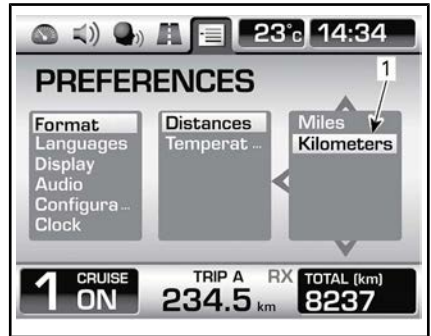 23°c 14:34
1
PREFERENCES
Format
Languages
Display
Audio
Configura...
Clock
Distances
Temperat ...
Miles
Kilometers
1 CRUISE ON
TRIP A RX
234.5 km
TOTAL (km)
8237